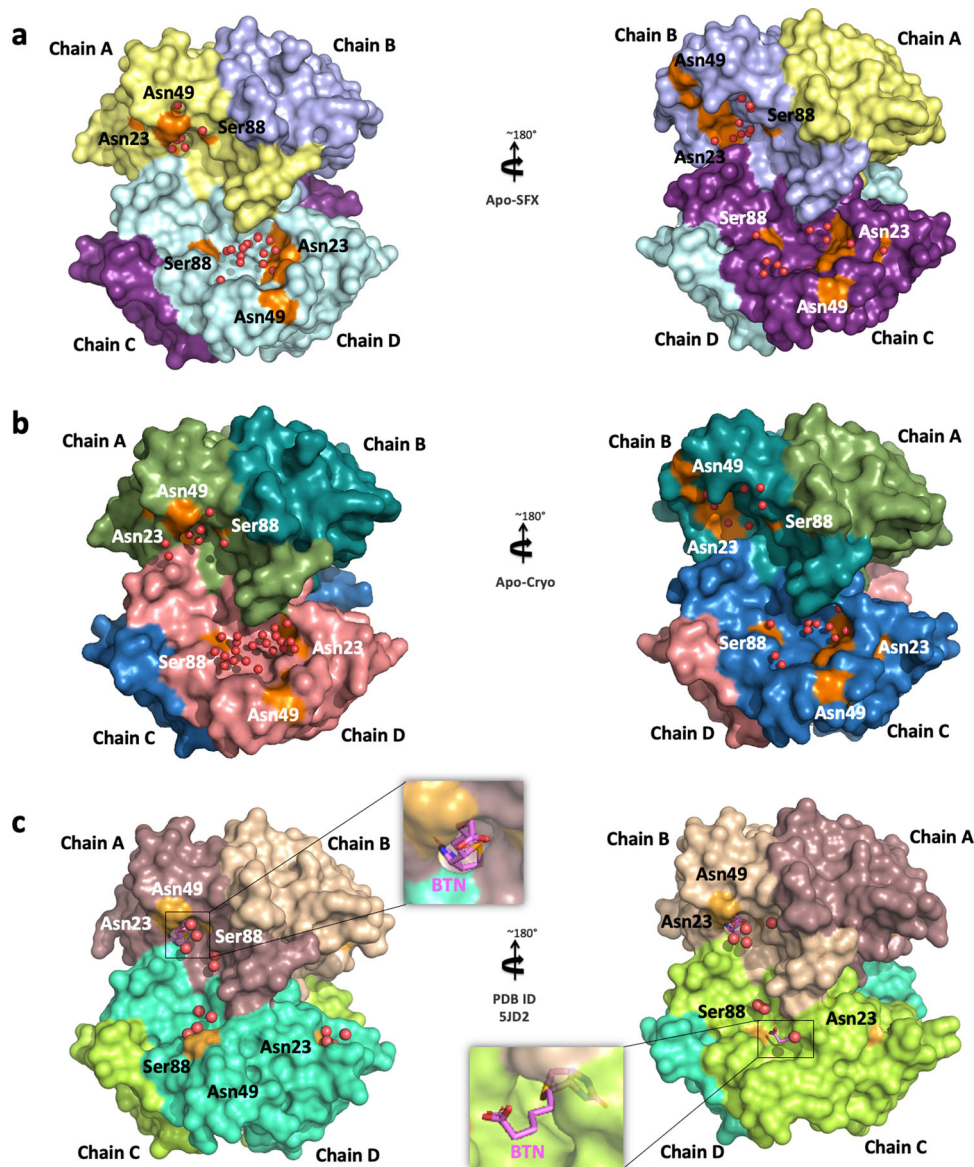 a
Chain A
Chain B
Asn49
Asn23
Ser88
Ser88
Asn23
Asn49
Chain C
Chain D
~180°
Apo-SFX
Chain B
Chain A
Asn49
Ser88
Asn23
Ser88
Asn23
Asn49
Chain D
Chain C
b
Chain A
Chain B
Asn49
Ser88
Asn23
Ser88
Asn23
Asn49
Chain C
Chain D
~180°
Apo-Cryo
Chain B
Chain A
Asn49
Ser88
Asn23
Ser88
Asn23
Asn49
Chain D
Chain C
c
Chain A
Chain B
Asn49
Asn23
Ser88
BTN
Ser88
Asn23
Asn49
Chain C
Chain D
~180°
PDB ID
5JD2
Chain B
Chain A
Asn49
Asn23
Ser88
Asn23
BTN
Chain D
Chain C